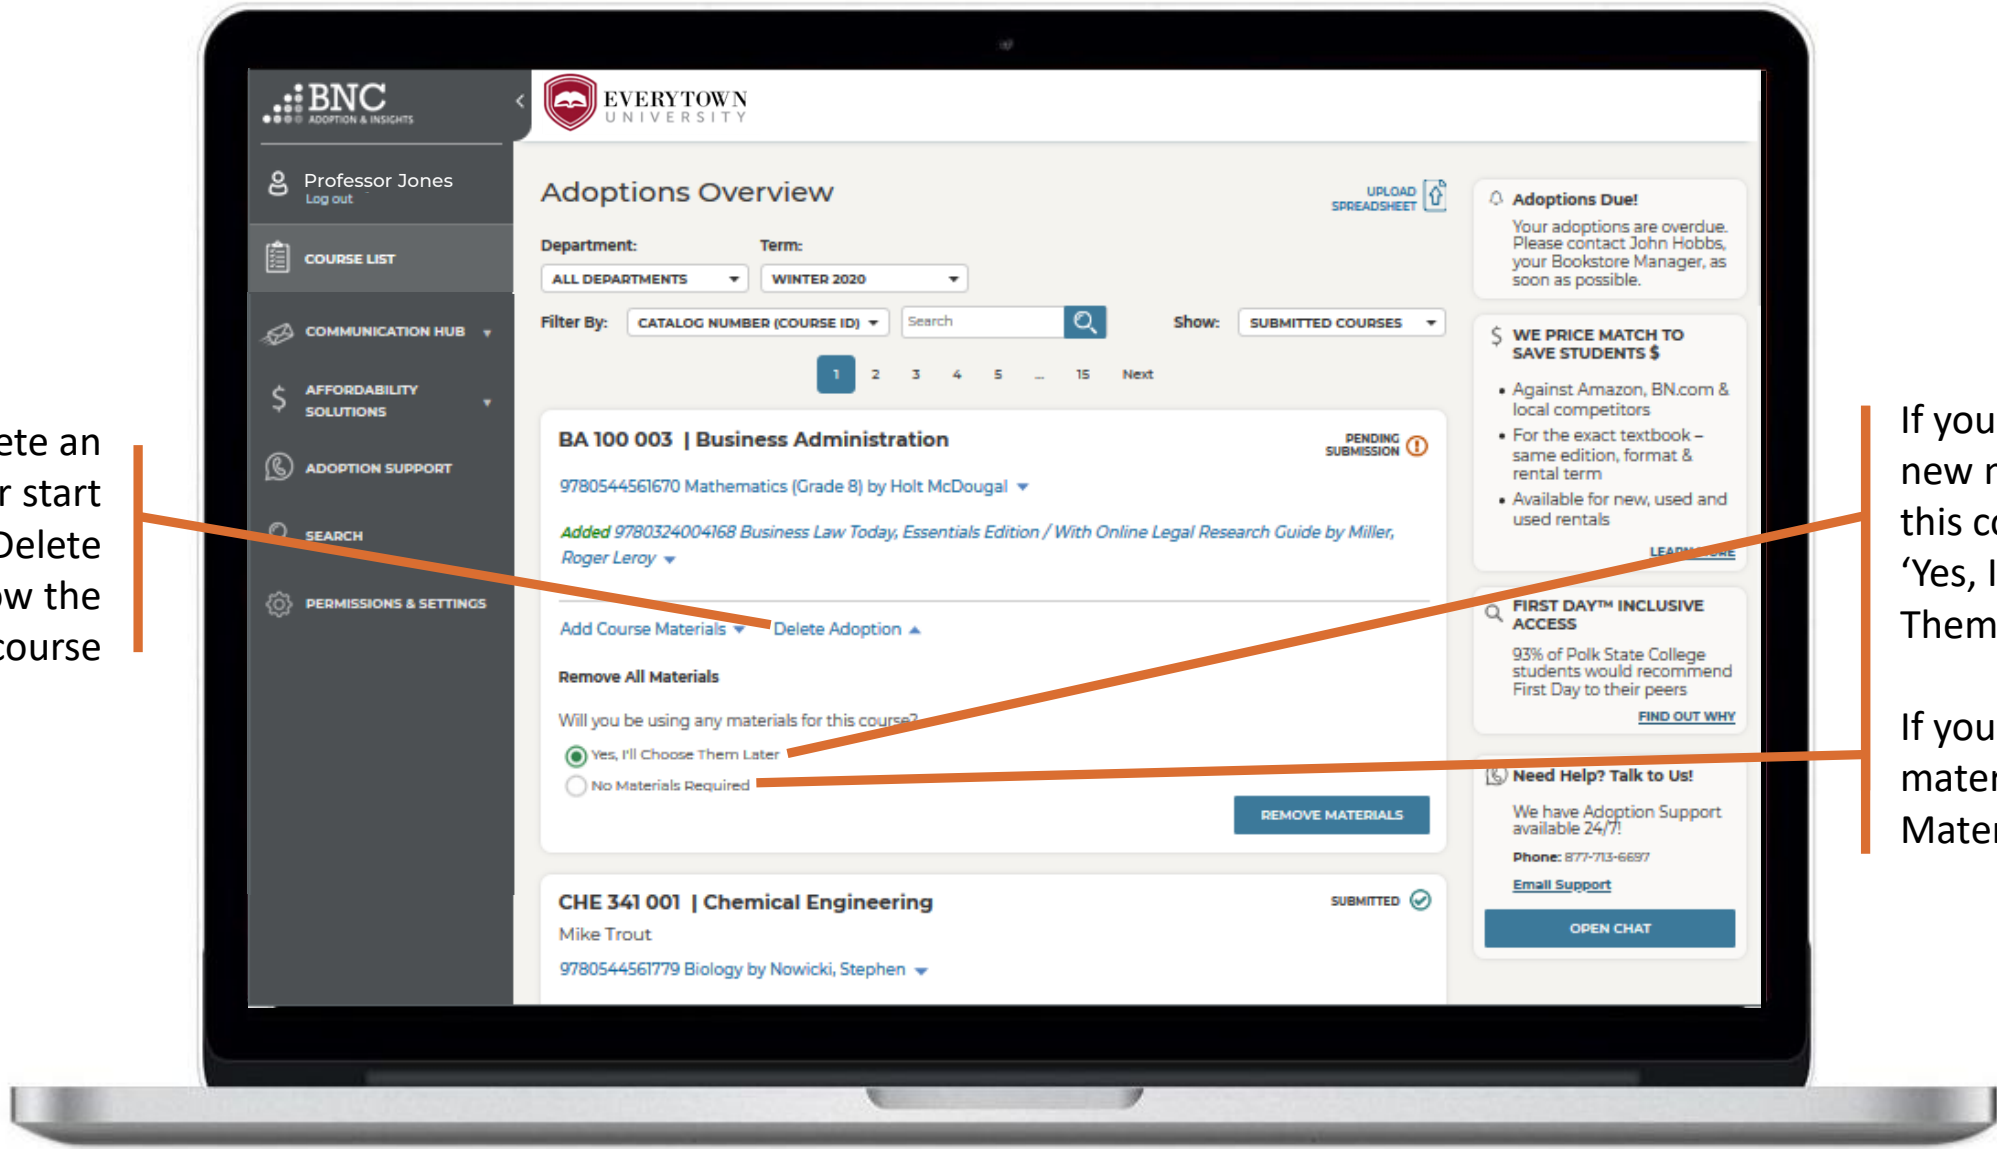 BNC
ADOPTION & INSIGHTS
Professor Jones
Log out
COURSE LIST
COMMUNICATION HUB
AFFORDABILITY
SOLUTIONS
ADOPTION SUPPORT
SEARCH
PERMISSIONS & SETTINGS
EVERYTOWN
UNIVERSITY
Adoptions Overview
UPLOAD
SPREADSHEET
Department:
Term:
ALL DEPARTMENTS
WINTER 2020
Filter By:
CATALOG NUMBER (COURSE ID)
Search
Show:
SUBMITTED COURSES
1 2 3 4 5 ... 15 Next
BA 100 003 | Business Administration
PENDING
SUBMISSION
9780544561670 Mathematics (Grade 8) by Holt McDougal
Added 9780324004168 Business Law Today, Essentials Edition / With Online Legal Research Guide by Miller,
Roger Leroy
Add Course Materials
Delete Adoption
Remove All Materials
Will you be using any materials for this course?
Yes, I'll Choose Them Later
No Materials Required
REMOVE MATERIALS
CHE 341 001 | Chemical Engineering
SUBMITTED
Mike Trout
9780544561779 Biology by Nowicki, Stephen
Adoptions Due!
Your adoptions are overdue.
Please contact John Hobbs,
your Bookstore Manager, as
soon as possible.
$ WE PRICE MATCH TO
SAVE STUDENTS $
• Against Amazon, BN.com &
local competitors
• For the exact textbook –
same edition, format &
rental term
• Available for new, used and
used rentals
LEARN MORE
FIRST DAY™ INCLUSIVE
ACCESS
93% of Polk State College
students would recommend
First Day to their peers
FIND OUT WHY
Need Help? Talk to Us!
We have Adoption Support
available 24/7!
Phone: 877-713-6697
Email Support
OPEN CHAT
ete an
r start
Delete
ow the
course
If you
new
this co
‘Yes, I
Them
If you
mater
Mater